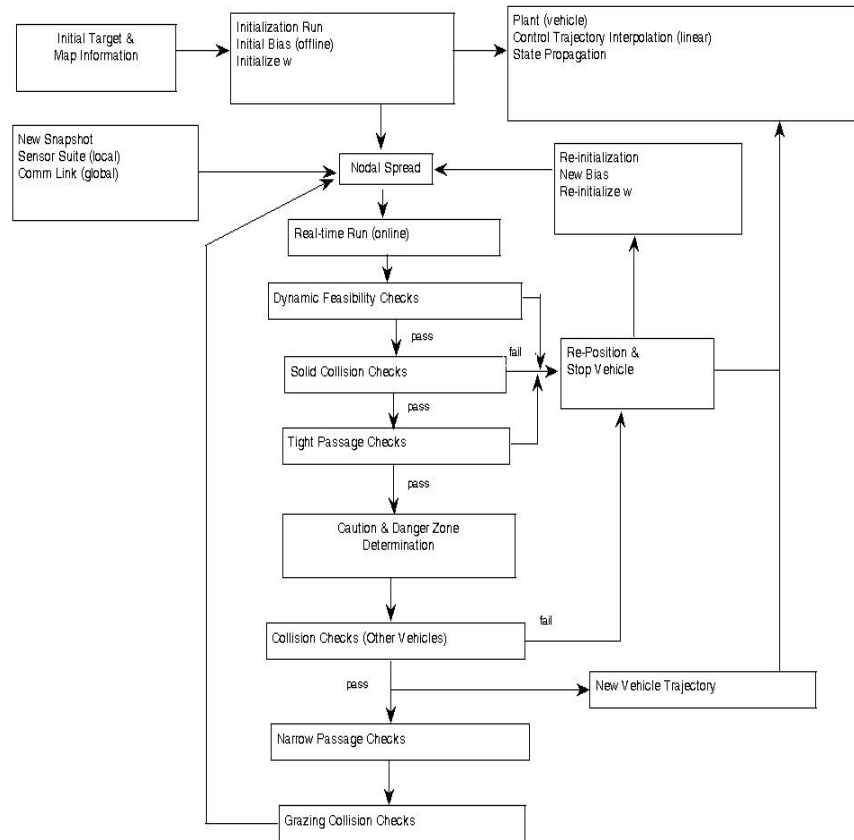 Initial Target &
Map Information
Initialization Run
Initial Bias (offline)
Initialize w
Plant (vehicle)
Control Trajectory Interpolation (linear)
State Propagation
New Snapshot
Sensor Suite (local)
Comm Link (global)
Nodal Spread
Re-initialization
New Bias
Re-initialize w
Real-time Run (online)
Dynamic Feasibility Checks
pass
fail
Solid Collision Checks
Re-Position &
Stop Vehicle
pass
Tight Passage Checks
pass
Caution & Danger Zone
Determination
Collision Checks (Other Vehicles)
fail
pass
New Vehicle Trajectory
Narrow Passage Checks
Grazing Collision Checks